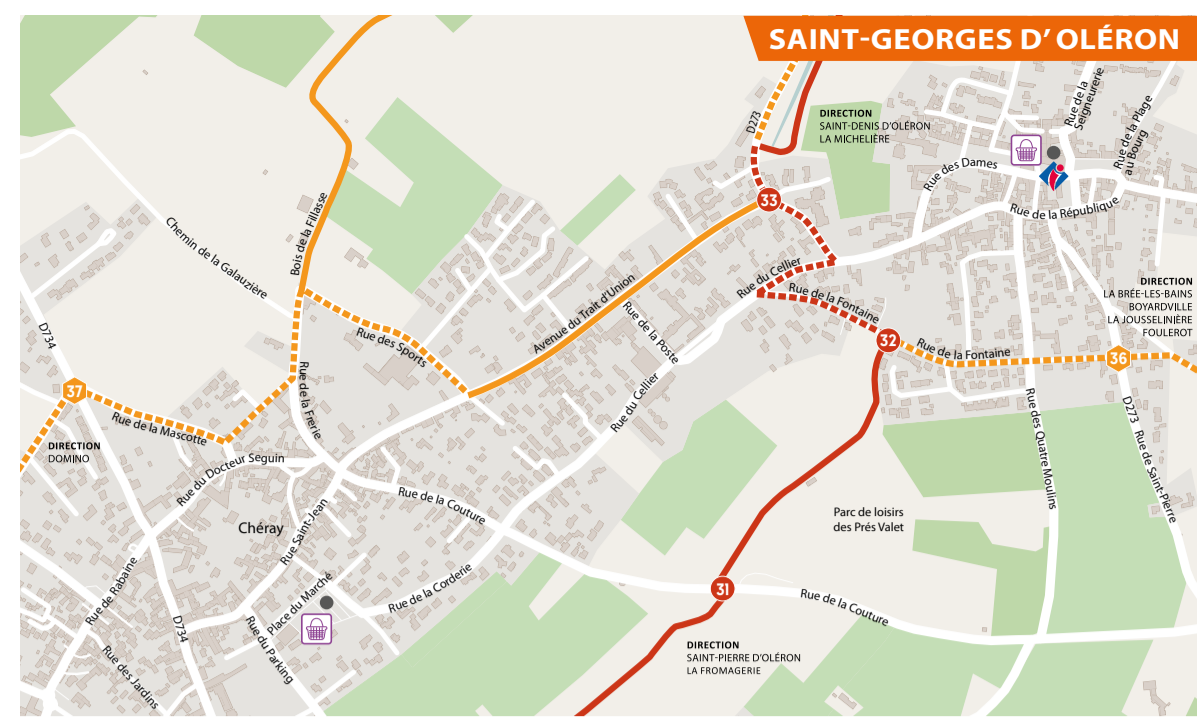 SAINT-GEORGES D'OLÉRON
D273
DIRECTION
SAINT-DENIS D'OLÉRON
LA MICHELIÈRE
Rue de la
Seigneurerie
Rue de la Plage
au Bourg
Rue des Dames
Rue de la République
33
Bois de la Fillasse
Chemin de la Galauzière
Rue du Cellier
Rue de la Fontaine
DIRECTION
LA BRÉE-LES-BAINS
BOYARDVILLE
LA JOUSSELINIÈRE
FOULEROT
Avenue du Trait d'Union
Rue des Sports
Rue de la Poste
D734
32
Rue de la Fontaine
36
37
Rue de la Frerie
Rue du Cellier
Rue de la Mascotte
D273
Rue des Quatre Moulins
Rue de Saint-Pierre
DIRECTION
DOMINO
Rue du Docteur Seguin
Rue de la Couture
Chéray
Rue Saint-Jean
Parc de loisirs
des Prés Valet
Rue de Rabaine
Place du Marché
Rue de la Corderie
31
Rue de la Couture
D734
Rue du Parking
Rue des Jardins
DIRECTION
SAINT-PIERRE D'OLÉRON
LA FROMAGERIE